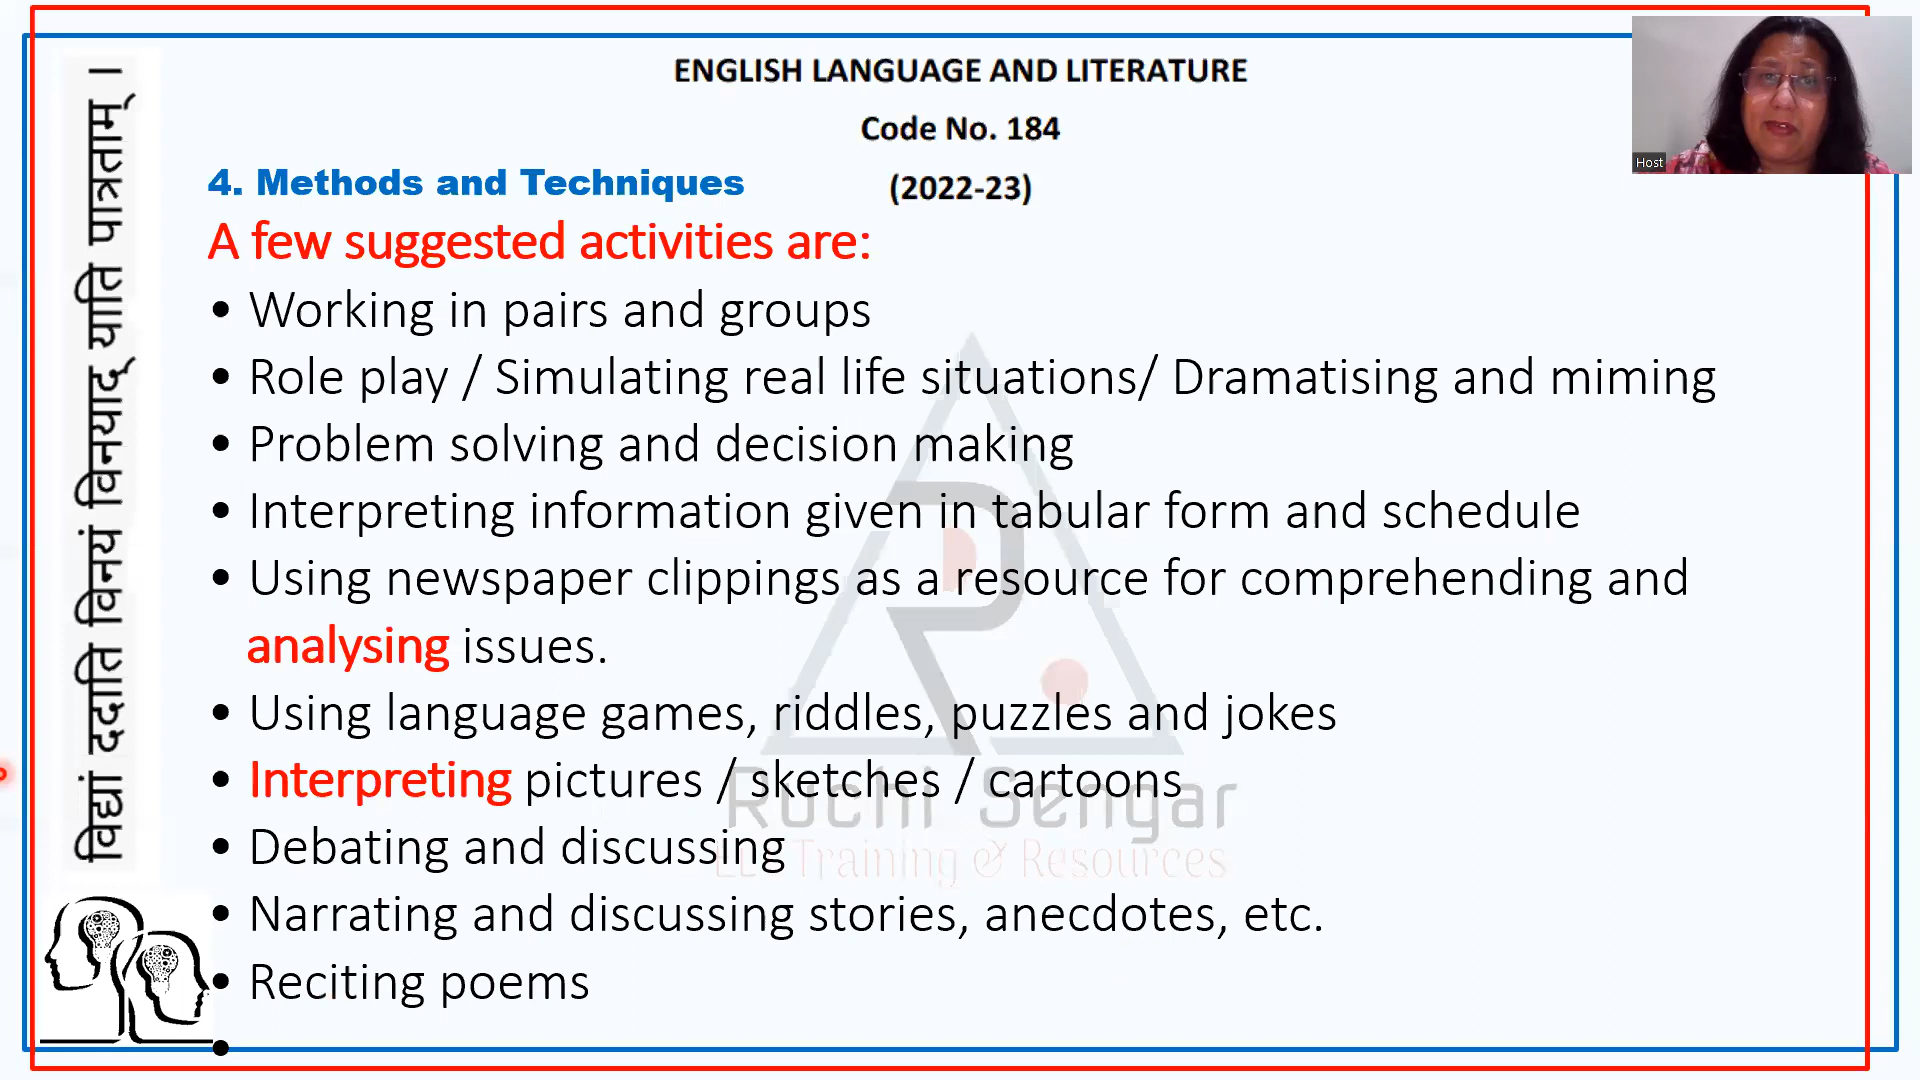 ENGLISH LANGUAGE AND LITERATURE
Code No. 184
(2022-23)
4. Methods and Techniques
A few suggested activities are:
• Working in pairs and groups
• Role play / Simulating real life situations/ Dramatising and miming
• Problem solving and decision making
• Interpreting information given in tabular form and schedule
• Using newspaper clippings as a resource for comprehending and
analysing issues.
• Using language games, riddles, puzzles and jokes
• Interpreting pictures / sketches / cartoons
• Debating and discussing
• Narrating and discussing stories, anecdotes, etc.
• Reciting poems
•
विद्यां ददाति विनयं विनयाद् याति पात्रताम् ।
Ruchi Sengar
Training & Resources
Host